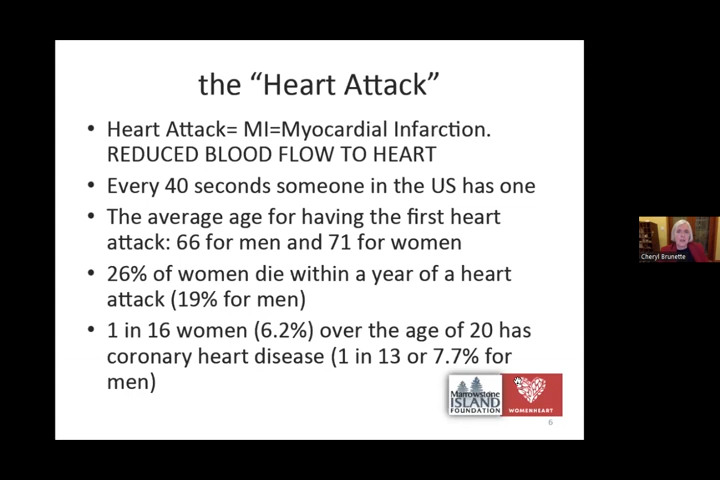 the “Heart Attack”
• Heart Attack= MI=Myocardial Infarction.
REDUCED BLOOD FLOW TO HEART
• Every 40 seconds someone in the US has one
• The average age for having the first heart
attack: 66 for men and 71 for women
• 26% of women die within a year of a heart
attack (19% for men)
• 1 in 16 women (6.2%) over the age of 20 has
coronary heart disease (1 in 13 or 7.7% for
men)
Marrowstone
ISLAND
FOUNDATION
WOMENHEART
6
Cheryl Brunette